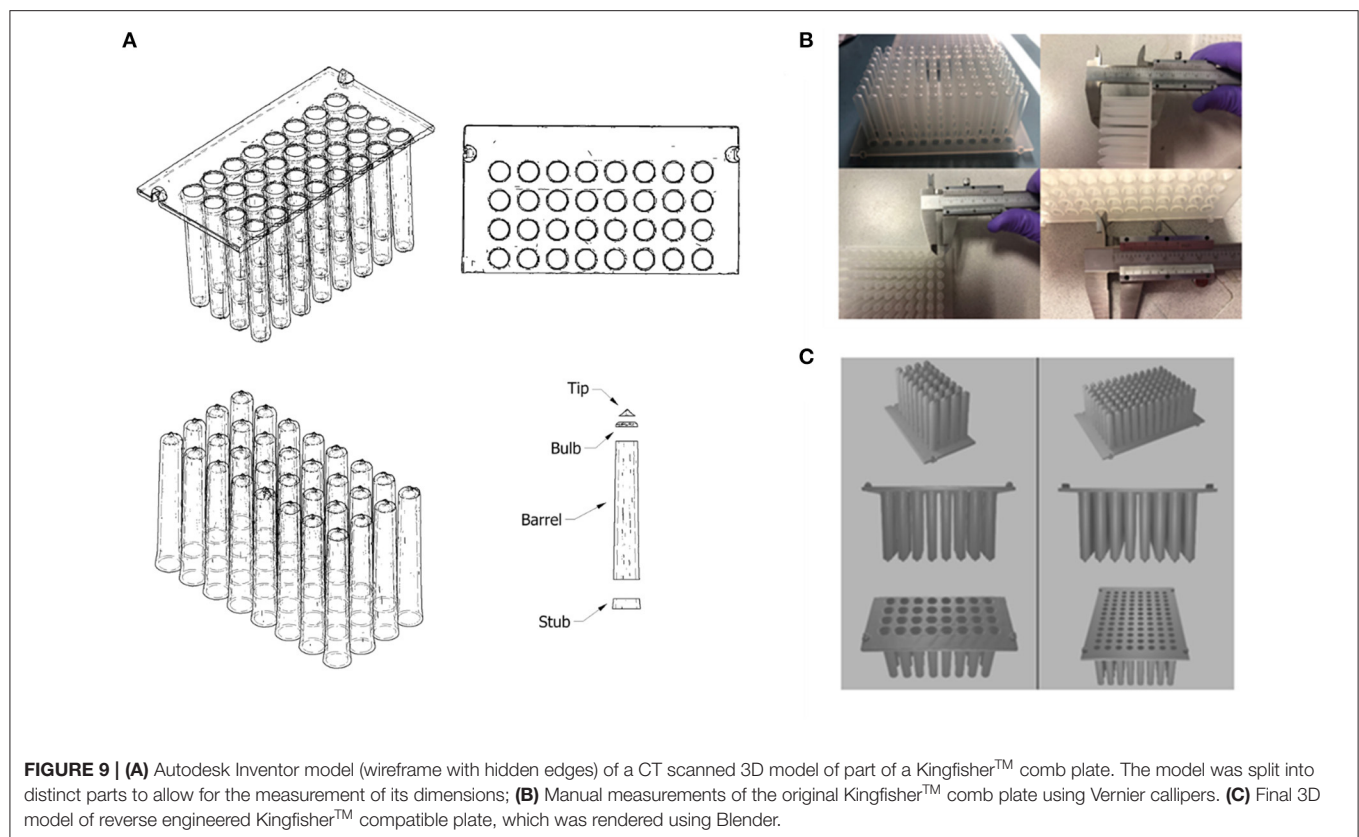 A
B
Tip
Bulb
Barrel
Stub
C
FIGURE 9 | (A) Autodesk Inventor model (wireframe with hidden edges) of a CT scanned 3D model of part of a Kingfisher™ comb plate. The model was split into
distinct parts to allow for the measurement of its dimensions; (B) Manual measurements of the original Kingfisher™ comb plate using Vernier callipers. (C) Final 3D
model of reverse engineered Kingfisher™ compatible plate, which was rendered using Blender.